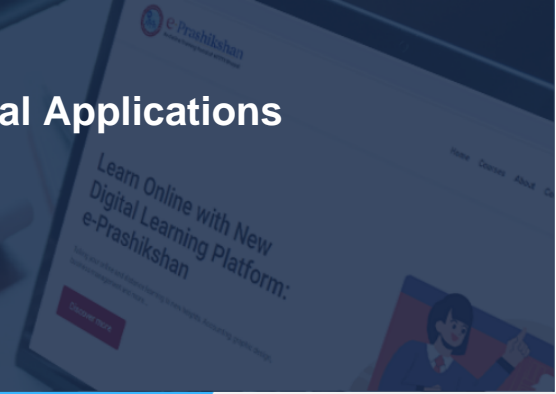 al Applications
e-Prashikshan
Home Courses About
Learn Online with New
Digital Learning Platform:
e-Prashikshan
Discover more